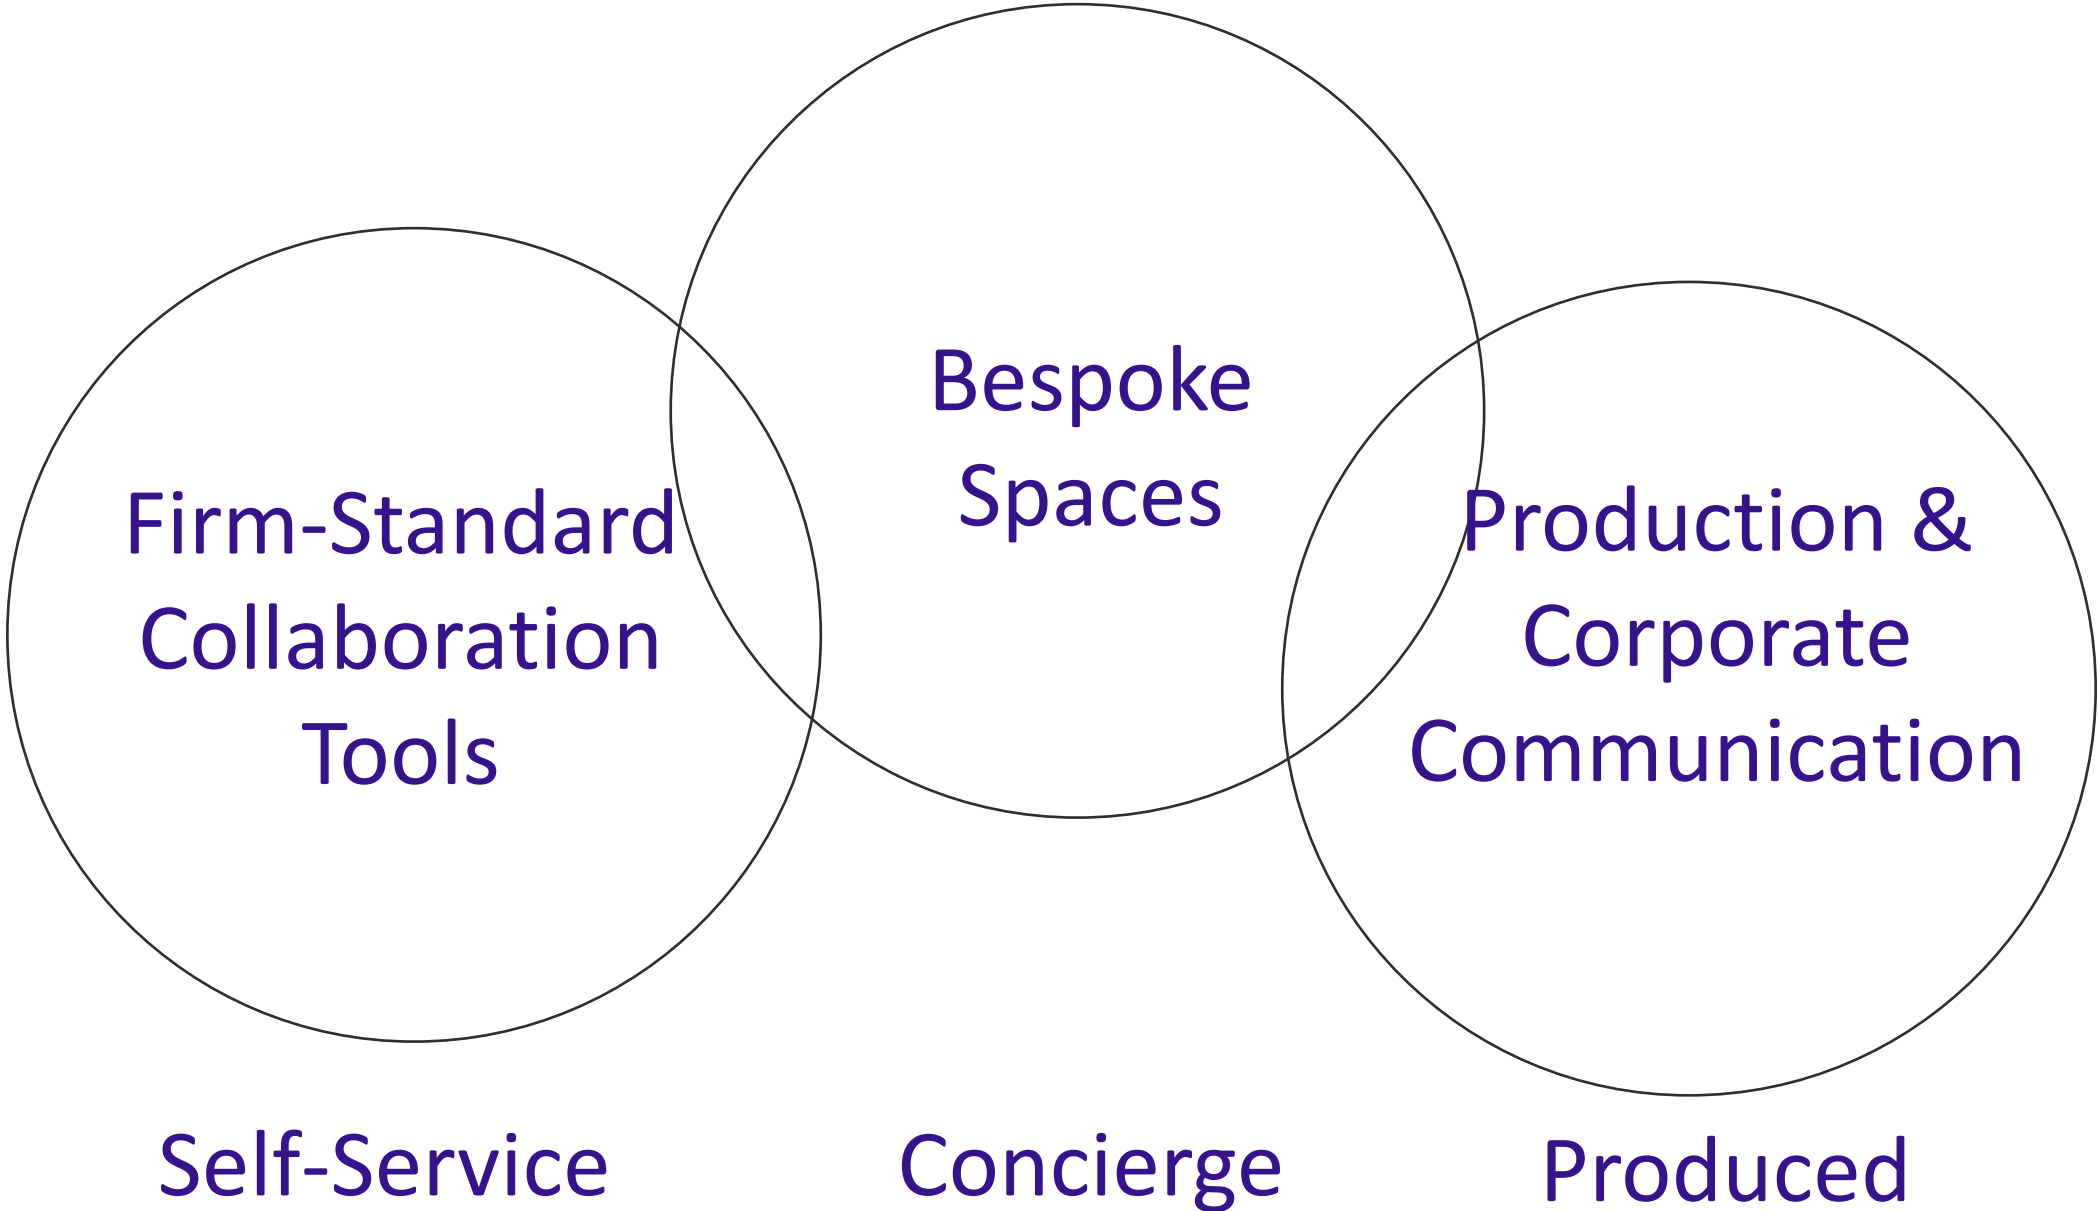 Firm-Standard
Collaboration
Tools
Bespoke
Spaces
Production &
Corporate
Communication
Self-Service
Concierge
Produced